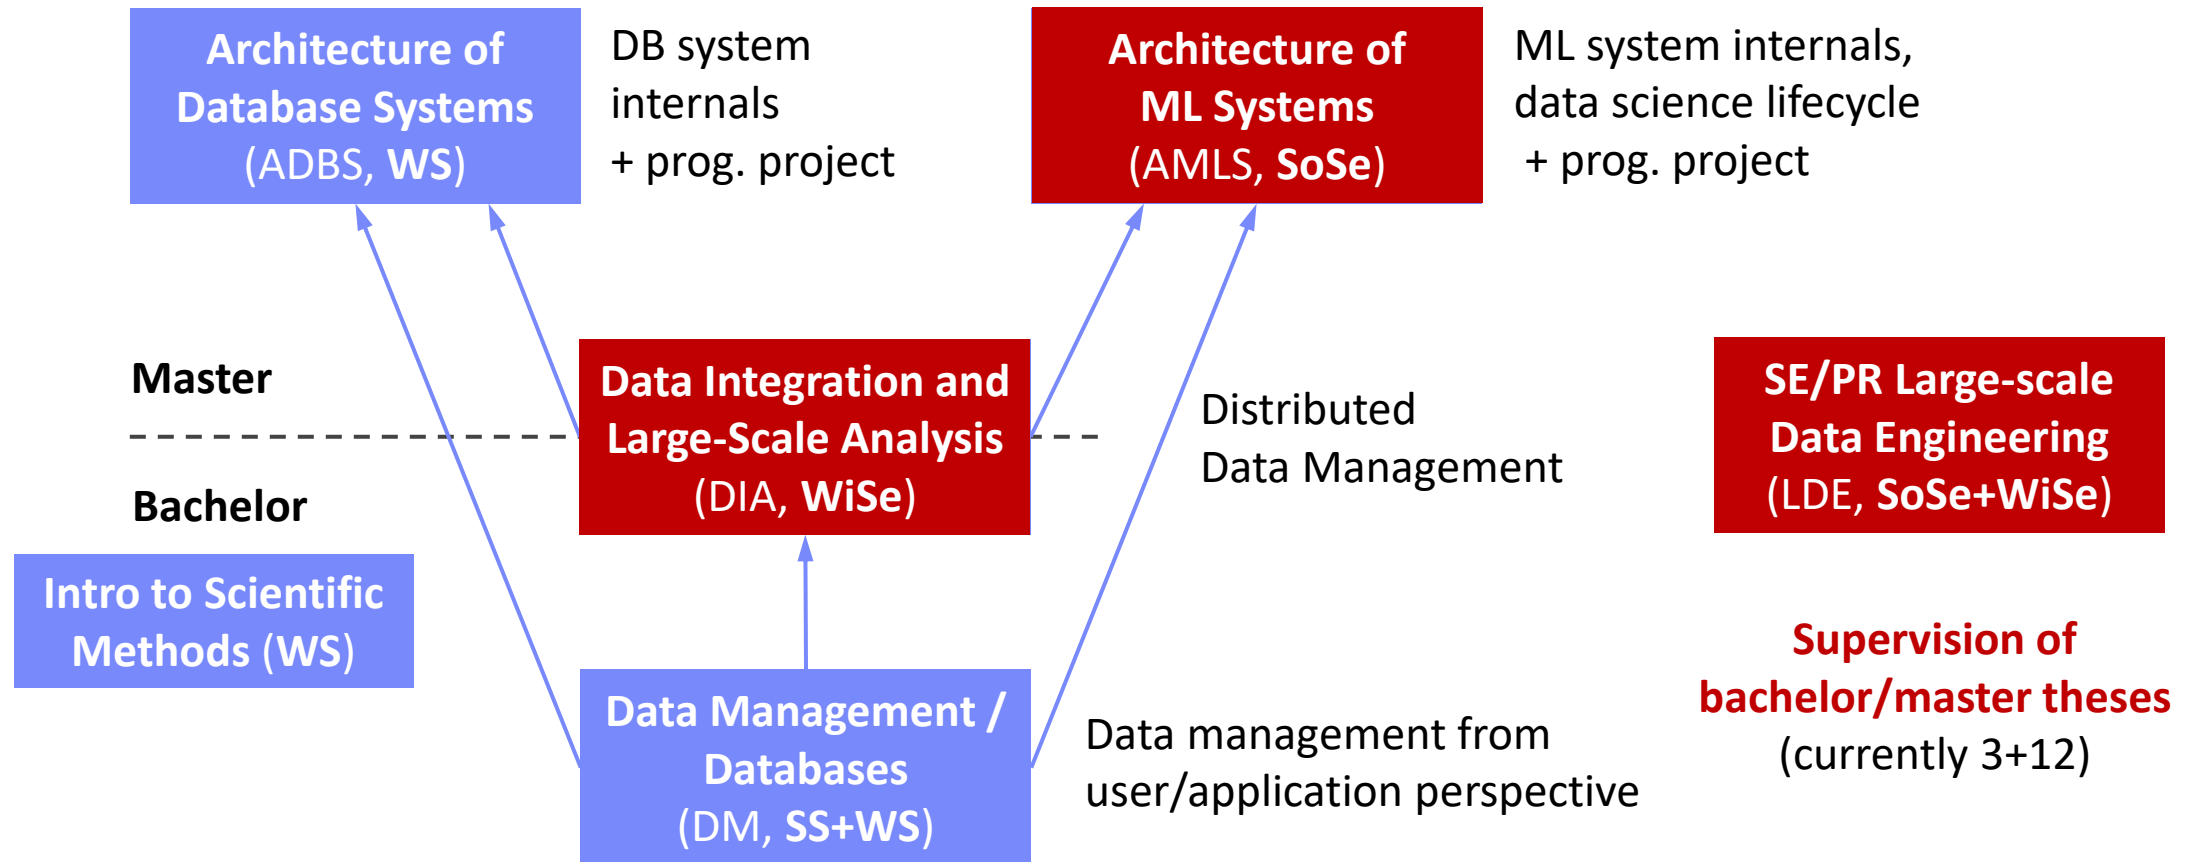 Architecture of
Database Systems
(ADBS, WS)
DB system
internals
+ prog. project
Architecture of
ML Systems
(AMLS, SoSe)
ML system internals,
data science lifecycle
+ prog. project
Master
Bachelor
Data Integration and
Large-Scale Analysis
(DIA, WiSe)
Distributed
Data Management
SE/PR Large-scale
Data Engineering
(LDE, SoSe+WiSe)
Intro to Scientific
Methods (WS)
Data Management /
Databases
(DM, SS+WS)
Data management from
user/application perspective
Supervision of
bachelor/master theses
(currently 3+12)